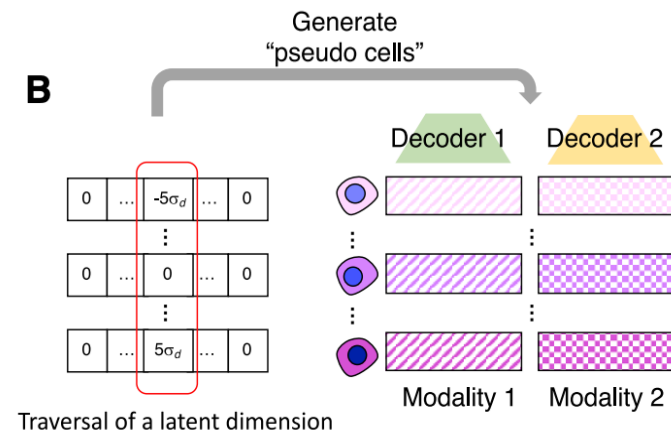 Generate
“pseudo cells”
B
Decoder 1
Decoder 2
0 ... -5σd ... 0
⋮
0 ... 0 ... 0
⋮
0 ... 5σd ... 0
Modality 1
Modality 2
Traversal of a latent dimension